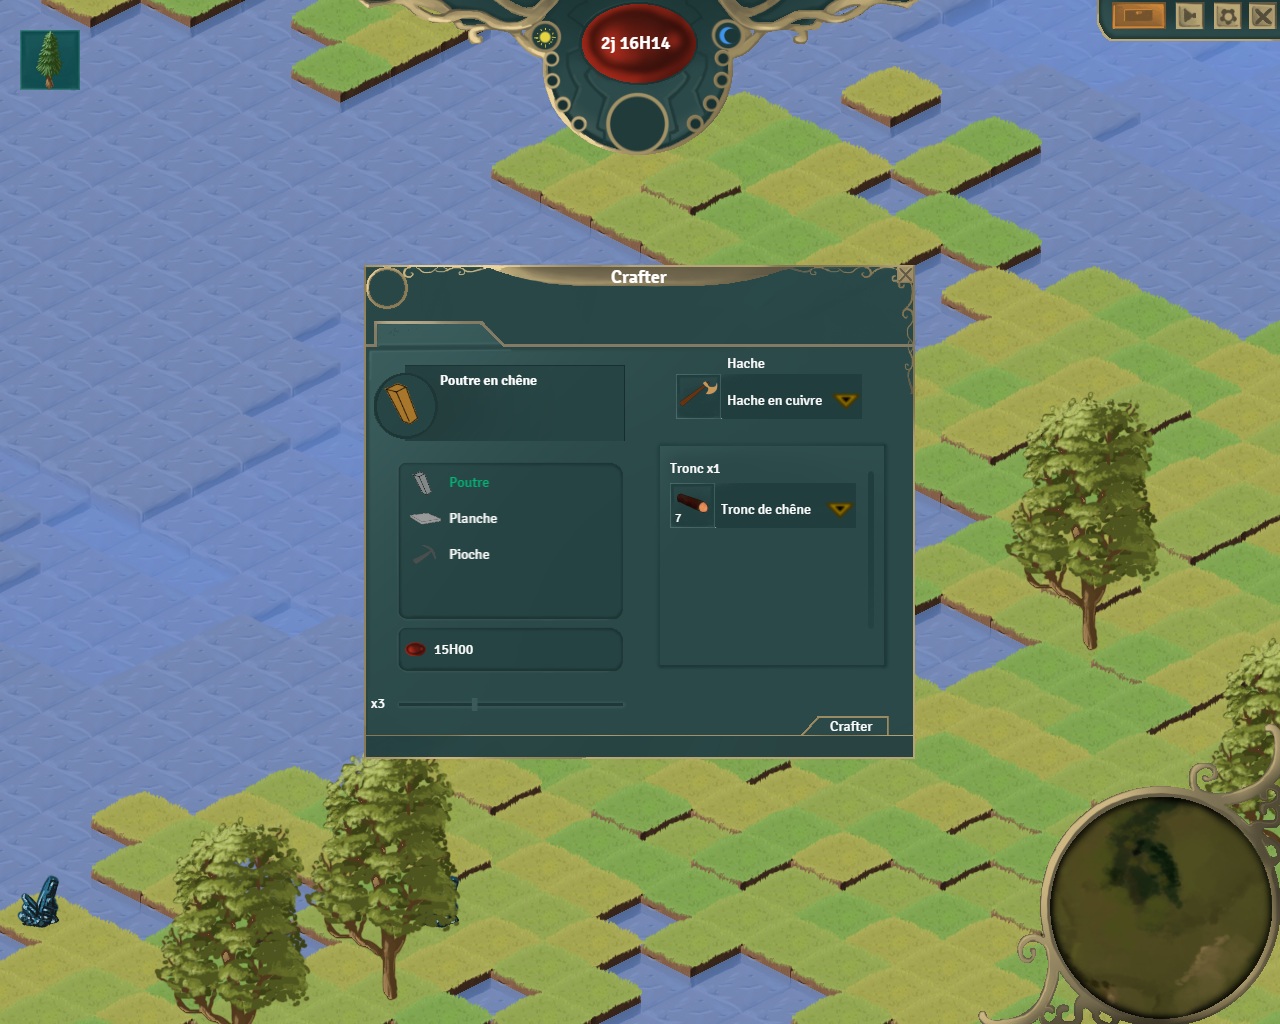 2j 16H14
Crafter
Poutre en chêne
Hache
Hache en cuivre
Poutre
Planche
Pioche
Tronc x1
7
Tronc de chêne
15H00
x3
Crafter